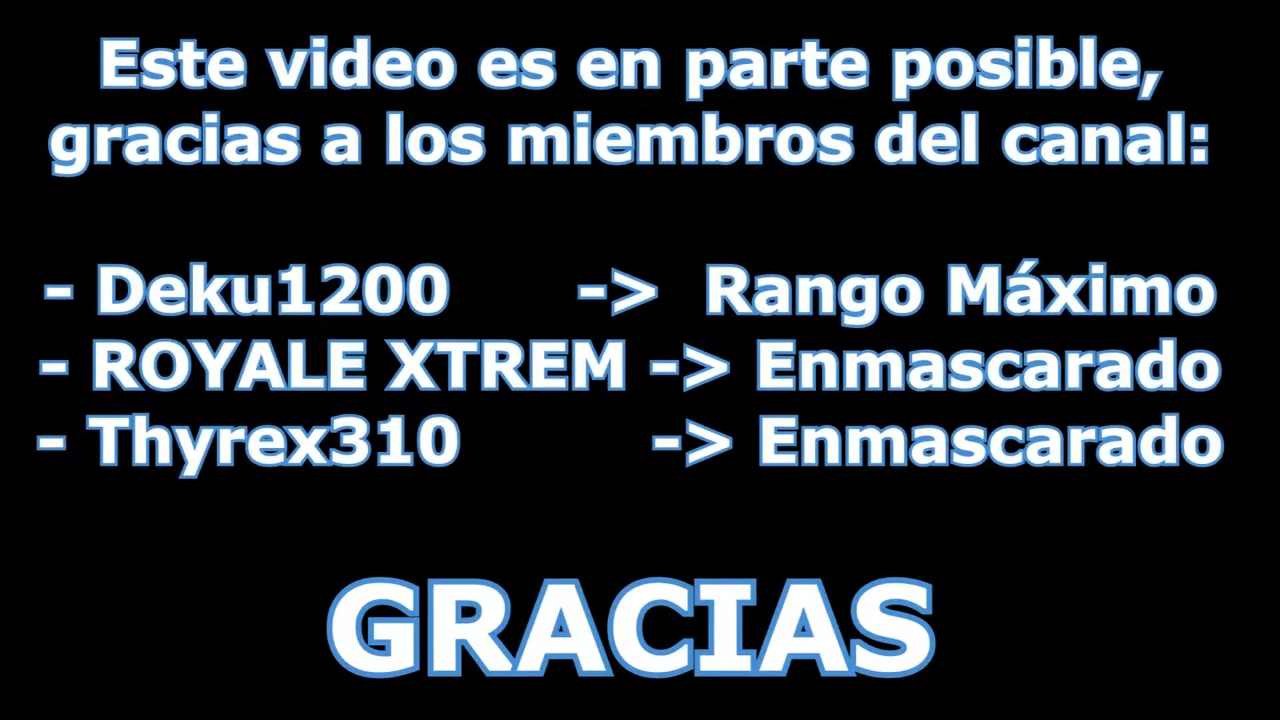 Este video es en parte posible,
gracias a los miembros del canal:
- Deku1200 -> Rango Máximo
- ROYALE XTREM -> Enmascarado
- Thyrex310 -> Enmascarado
GRACIAS